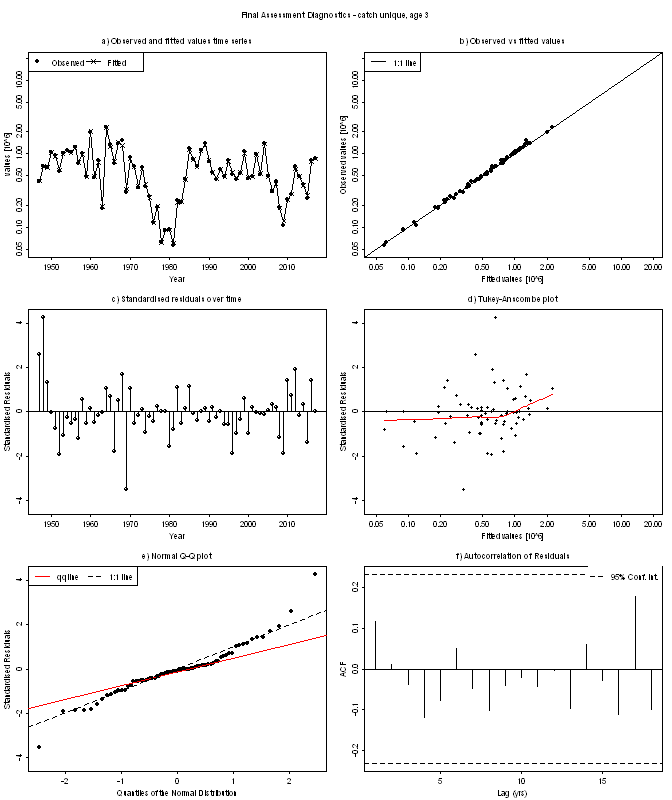 Final Assessment Diagnostics - catch unique, age 3
a) Observed and fitted values time series
Observed Fitted
values [10^6]
0.05 0.10 0.20 0.50 1.00 2.00 5.00 10.00
1950 1960 1970 1980 1990 2000 2010
Year
b) Observed vs fitted values
1:1 line
Observed values [10^6]
0.05 0.10 0.20 0.50 1.00 2.00 5.00 10.00
0.05 0.10 0.20 0.50 1.00 2.00 5.00 10.00 20.00
Fitted values [10^6]
c) Standardised residuals over time
Standardised Residuals
-4 -2 0 2 4
1950 1960 1970 1980 1990 2000 2010
Year
d) Tukey-Anscombe plot
Standardised Residuals
-4 -2 0 2 4
0.05 0.10 0.20 0.50 1.00 2.00 5.00 10.00 20.00
Fitted values [10^6]
e) Normal Q-Q plot
qq line 1:1 line
Standardised Residuals
-4 -2 0 2 4
-2 -1 0 1 2
Quantiles of the Normal Distribution
f) Autocorrelation of Residuals
95% Conf. Int.
ACF
-0.2 -0.1 0.0 0.1 0.2
5 10 15
Lag (yrs)